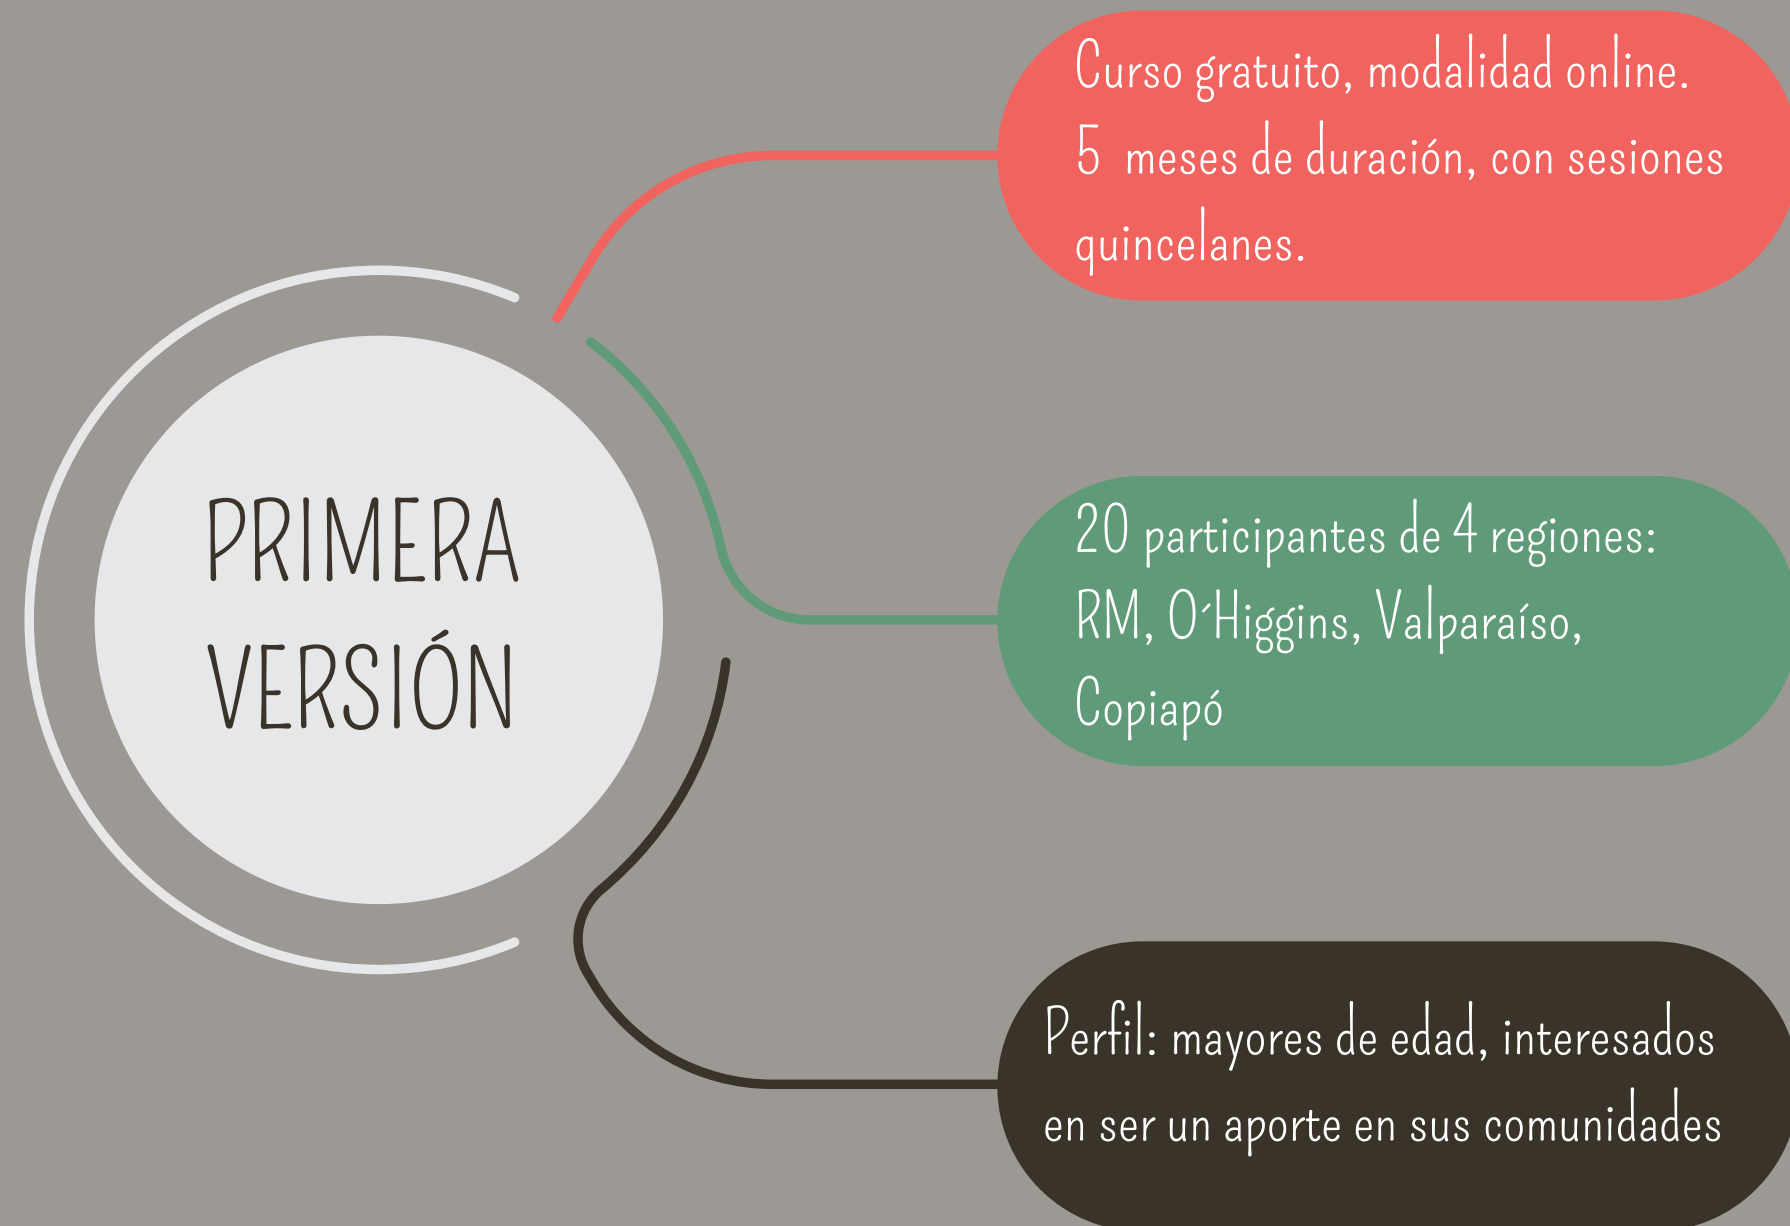 PRIMERA
VERSIÓN
Curso gratuito, modalidad online.
5 meses de duración, con sesiones
quincelanes.
20 participantes de 4 regiones:
RM, O´Higgins, Valparaíso,
Copiapó
Perfil: mayores de edad, interesados
en ser un aporte en sus comunidades